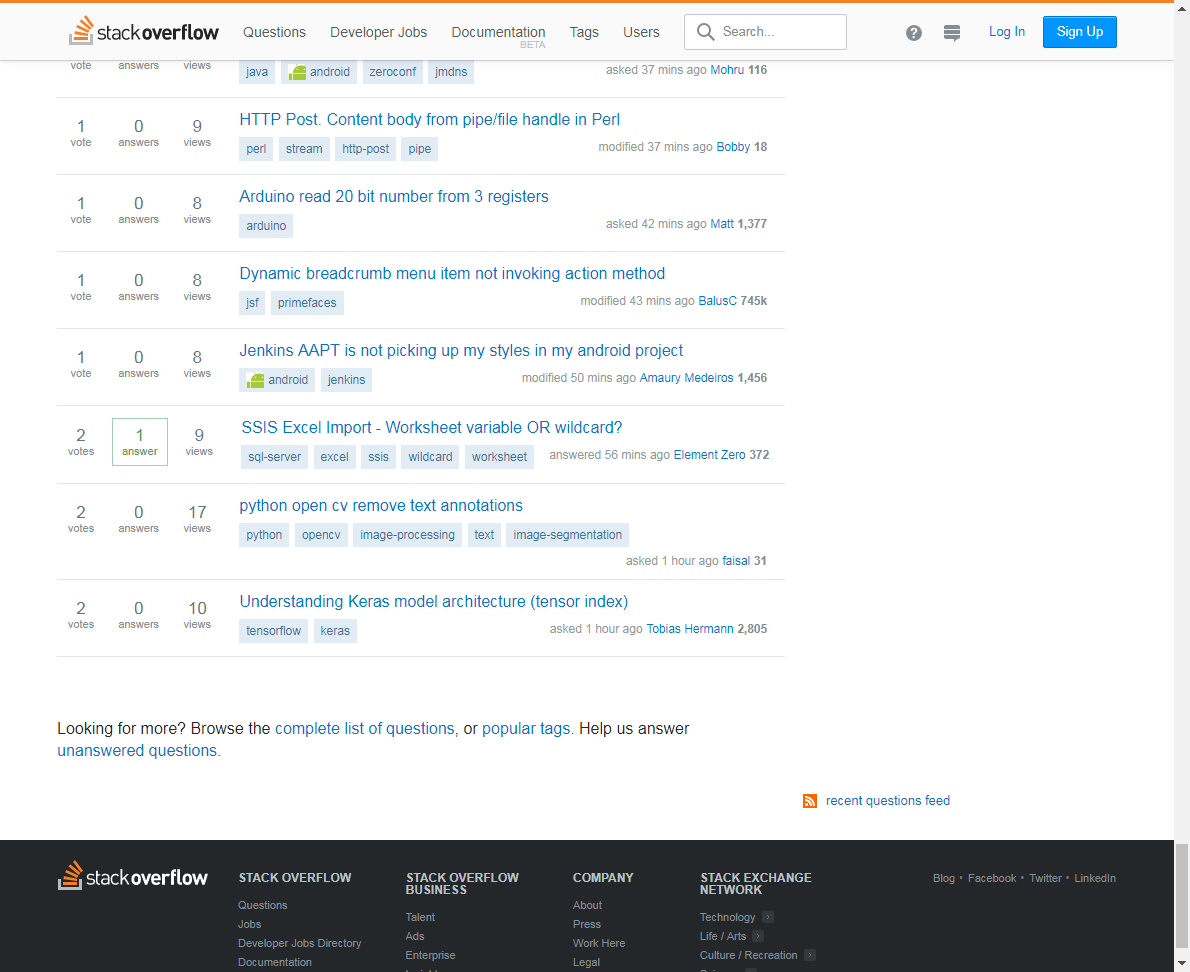 stackoverflow Questions Developer Jobs Documentation BETA Tags Users Search... Log In Sign Up
vote answers views
java android zeroconf jmdns asked 37 mins ago Mohru 116
HTTP Post. Content body from pipe/file handle in Perl
1 vote 0 answers 9 views
perl stream http-post pipe modified 37 mins ago Bobby 18
Arduino read 20 bit number from 3 registers
1 vote 0 answers 8 views
arduino asked 42 mins ago Matt 1,377
Dynamic breadcrumb menu item not invoking action method
1 vote 0 answers 8 views
jsf primefaces modified 43 mins ago BalusC 745k
Jenkins AAPT is not picking up my styles in my android project
1 vote 0 answers 8 views
android jenkins modified 50 mins ago Amaury Medeiros 1,456
SSIS Excel Import - Worksheet variable OR wildcard?
2 votes 1 answer 9 views
sql-server excel ssis wildcard worksheet answered 56 mins ago Element Zero 372
python open cv remove text annotations
2 votes 0 answers 17 views
python opencv image-processing text image-segmentation
asked 1 hour ago faisal 31
Understanding Keras model architecture (tensor index)
2 votes 0 answers 10 views
tensorflow keras asked 1 hour ago Tobias Hermann 2,805
Looking for more? Browse the complete list of questions, or popular tags. Help us answer
unanswered questions.
recent questions feed
stackoverflow
STACK OVERFLOW
Questions
Jobs
Developer Jobs Directory
Documentation
STACK OVERFLOW
BUSINESS
Talent
Ads
Enterprise
COMPANY
About
Press
Work Here
Legal
STACK EXCHANGE
NETWORK
Technology
Life / Arts
Culture / Recreation
Blog • Facebook • Twitter • LinkedIn